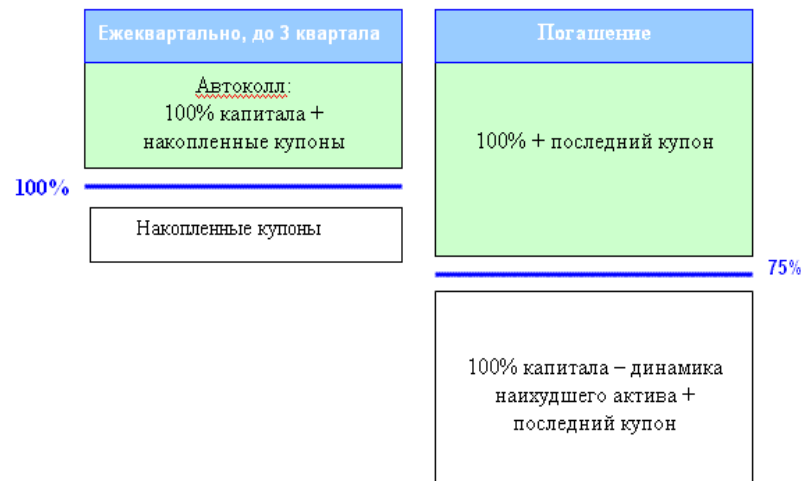 Ежеквартально, до 3 квартала
Автоколл:
100% капитала +
накопленные купоны
100%
Накопленные купоны
Погашение
100% + последний купон
75%
100% капитала – динамика
наихудшего актива +
последний купон